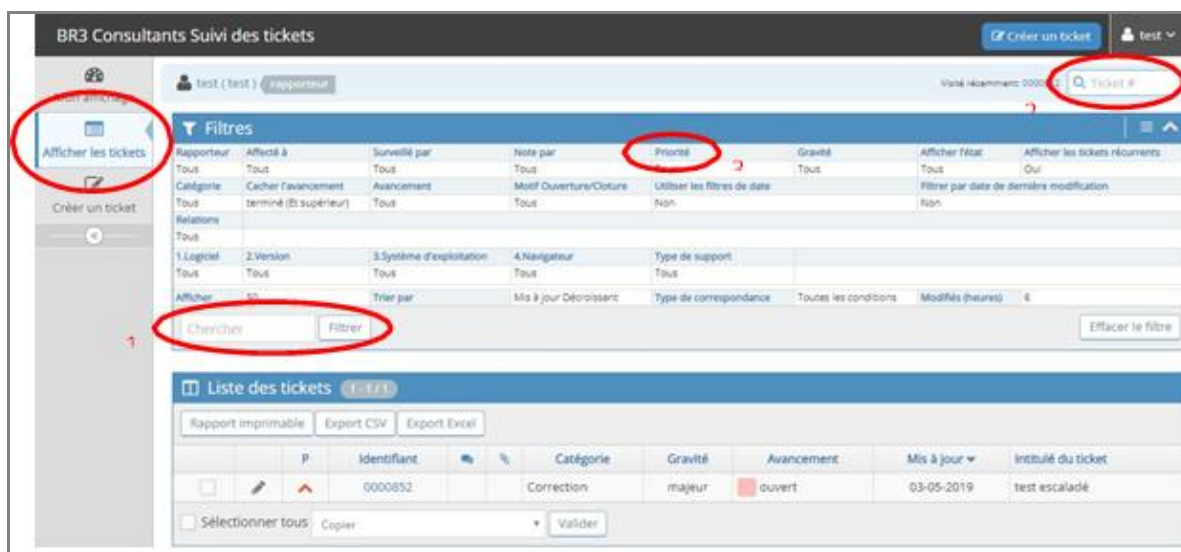 BR3 Consultants Suivi des tickets
Créer un ticket
test
test ( test ) rapporteur
Visité récemment:
Ticket #
Afficher les tickets
Créer un ticket
Filtres
Rapporteur Affecté à Surveillé par Note par Priorité Gravité Afficher l'état Afficher les tickets récurrents
Tous Tous Tous Tous Tous Tous Oui
Catégorie Cacher l'avancement Avancement Motif Ouverture/Cloture Utiliser les filtres de date Filtrer par date de dernière modification
Tous terminé (Et supérieur) Tous Tous Non Non
Relations
Tous
1.Logiciel 2.Version 3.Système d'exploitation 4.Navigateur Type de support
Tous Tous Tous Tous Tous
Afficher 50 Trier par Mis à jour Décroissant Type de correspondance Toutes les conditions Modifiés (heures) 6
Chercher Filtrer Effacer le filtre
1
Liste des tickets 1 - 1 / 1
Rapport imprimable Export CSV Export Excel
P Identifiant Catégorie Gravité Avancement Mis à jour Intitulé du ticket
0000852 Correction majeur ouvert 03-05-2019 test escaladé
Sélectionner tous Copier Valider